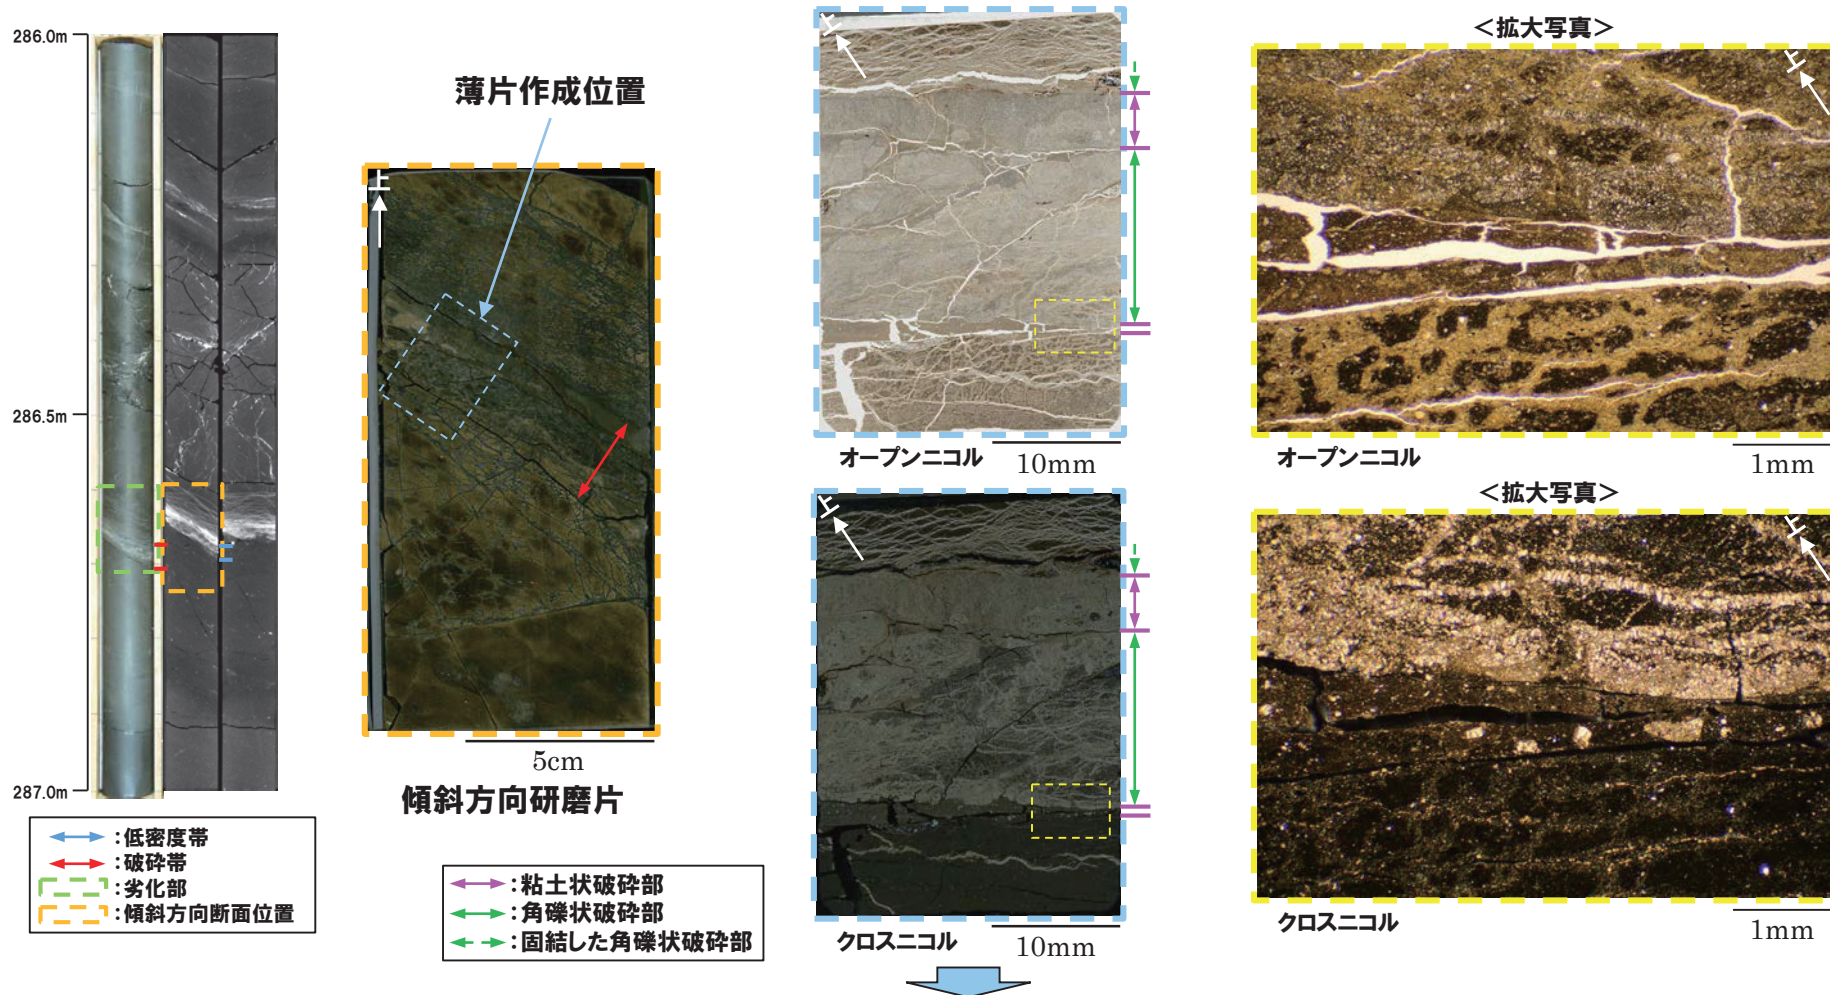 286.0m
286.5m
287.0m
:低密度帯
:破砕帯
:劣化部
:傾斜方向断面位置
薄片作成位置
上
5cm
傾斜方向研磨片
:粘土状破砕部
:角礫状破砕部
:固結した角礫状破砕部
上
オープンニコル
10mm
上
クロスニコル
10mm
<拡大写真>
上
オープンニコル
1mm
<拡大写真>
上
クロスニコル
1mm